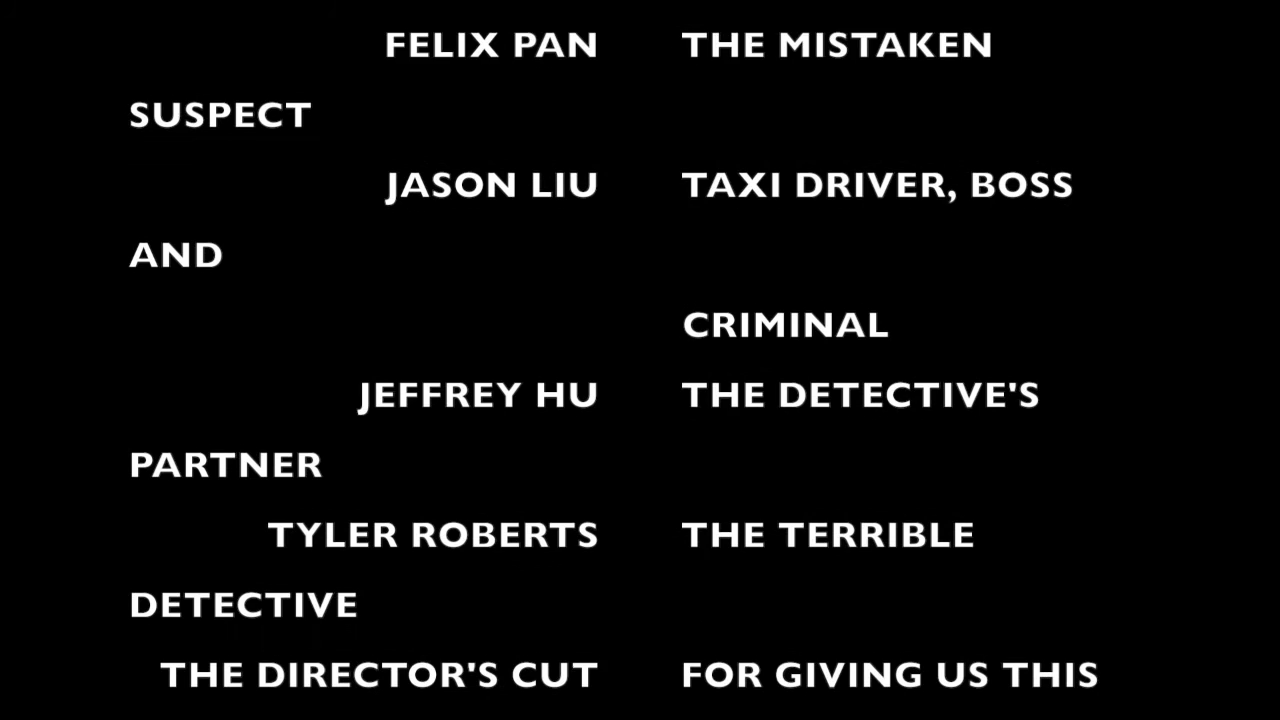 FELIX PAN THE MISTAKEN
SUSPECT
JASON LIU TAXI DRIVER, BOSS
AND
CRIMINAL
JEFFREY HU THE DETECTIVE'S
PARTNER
TYLER ROBERTS THE TERRIBLE
DETECTIVE
THE DIRECTOR'S CUT FOR GIVING US THIS